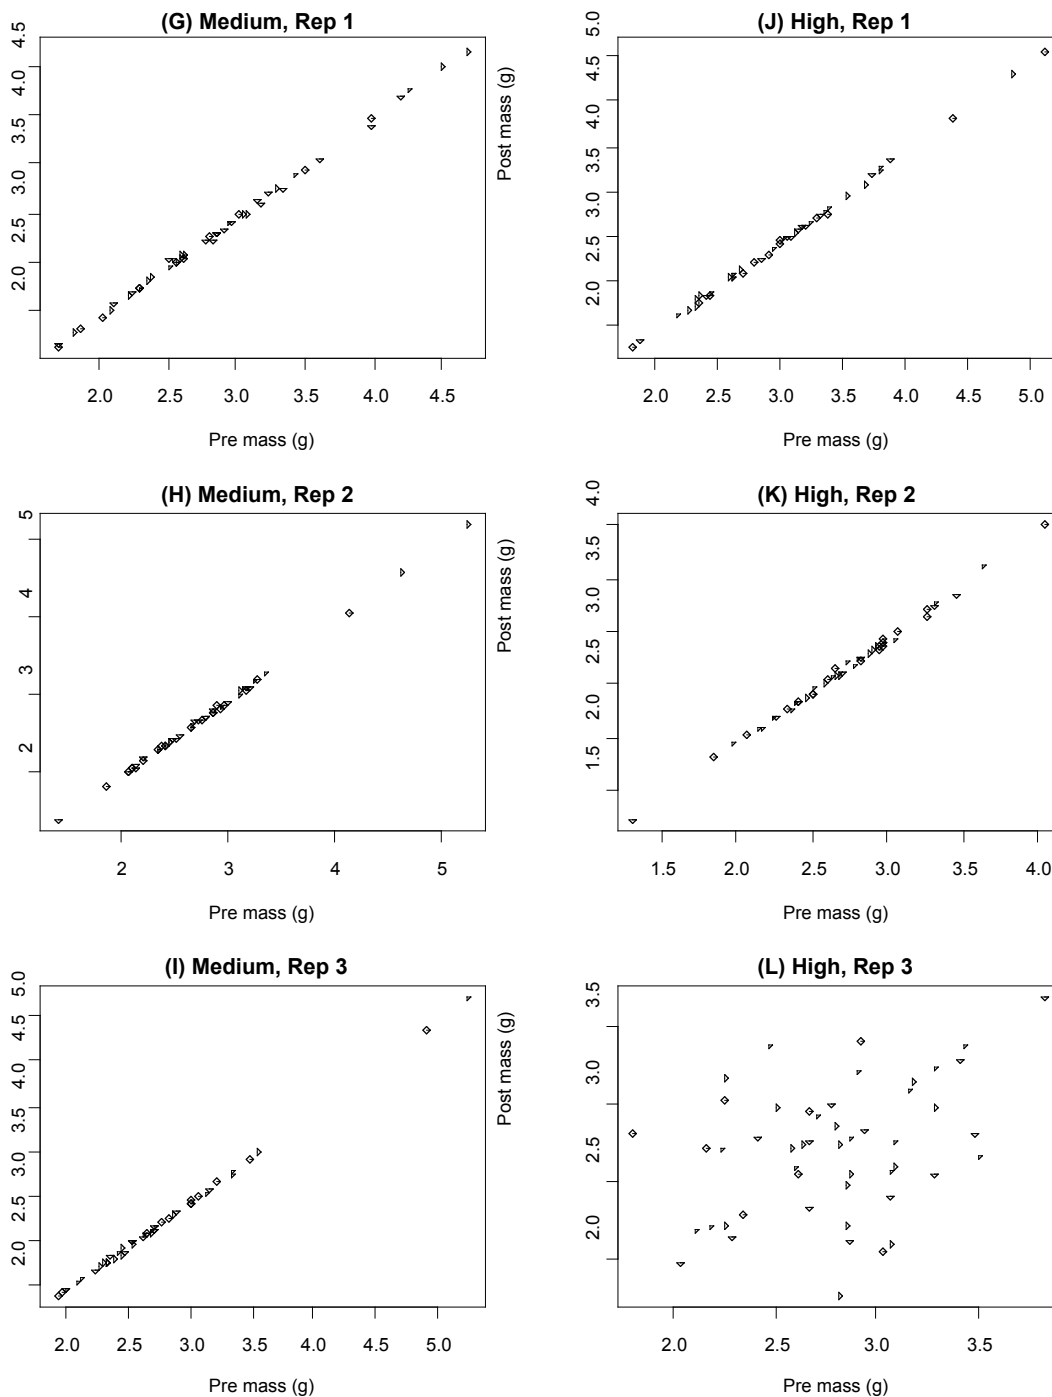 (G) Medium, Rep 1
4.5
4.0
3.5
3.0
2.5
2.0
2.0 2.5 3.0 3.5 4.0 4.5
Pre mass (g)
(J) High, Rep 1
Post mass (g)
5.0
4.5
4.0
3.5
3.0
2.5
2.0
2.0 2.5 3.0 3.5 4.0 4.5 5.0
Pre mass (g)
(H) Medium, Rep 2
5
4
3
2
2 3 4 5
Pre mass (g)
(K) High, Rep 2
Post mass (g)
4.0
3.5
3.0
2.5
2.0
1.5
1.5 2.0 2.5 3.0 3.5 4.0
Pre mass (g)
(I) Medium, Rep 3
5.0
4.5
4.0
3.5
3.0
2.5
2.0
2.0 2.5 3.0 3.5 4.0 4.5 5.0
Pre mass (g)
(L) High, Rep 3
Post mass (g)
3.5
3.0
2.5
2.0
2.0 2.5 3.0 3.5
Pre mass (g)